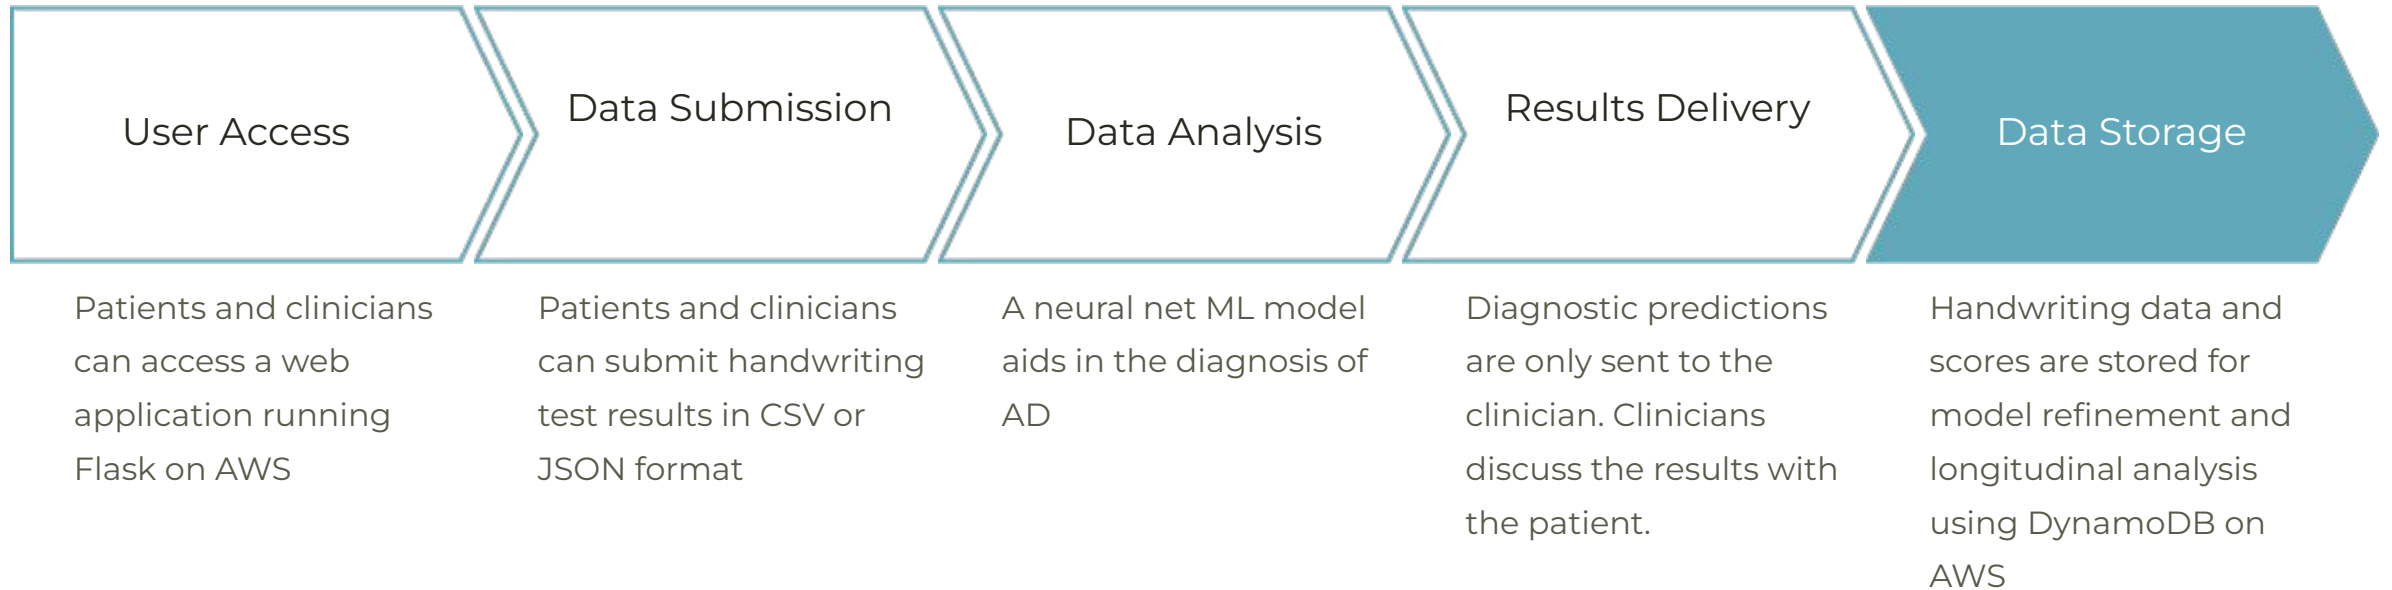 User Access
Data Submission
Data Analysis
Results Delivery
Data Storage
Patients and clinicians
can access a web
application running
Flask on AWS
Patients and clinicians
can submit handwriting
test results in CSV or
JSON format
A neural net ML model
aids in the diagnosis of
AD
Diagnostic predictions
are only sent to the
clinician. Clinicians
discuss the results with
the patient.
Handwriting data and
scores are stored for
model refinement and
longitudinal analysis
using DynamoDB on
AWS